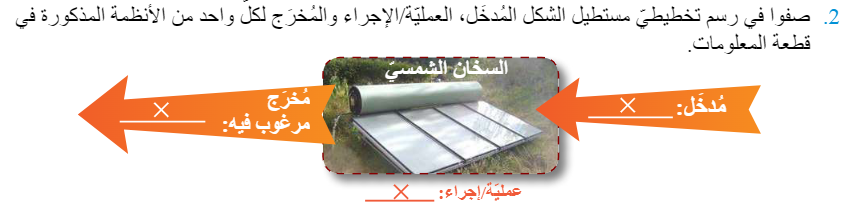 2. صفوا في رسم تخطيطيّ مستطيل الشكل المُدخَل، العمليّة/الإجراء والمُخرَج لكلّ واحد من الأنظمة المذكورة في
قطعة المعلومات.
السخّان الشمسيّ
مُدخَل: ✕
مُخرَج
مرغوب فيه: ✕
عمليّة/إجراء: ✕